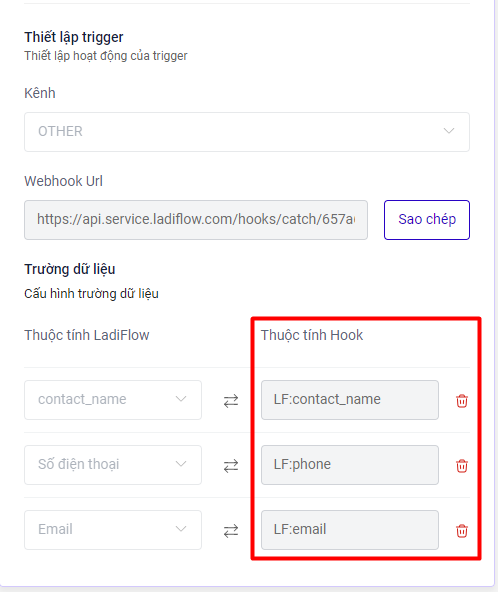 Thiết lập trigger
Thiết lập hoạt động của trigger
Kênh
OTHER
Webhook Url
https://api.service.ladiflow.com/hooks/catch/657a
Sao chép
Trường dữ liệu
Cấu hình trường dữ liệu
Thuộc tính LadiFlow
Thuộc tính Hook
contact_name
LF:contact_name
Số điện thoại
LF:phone
Email
LF:email